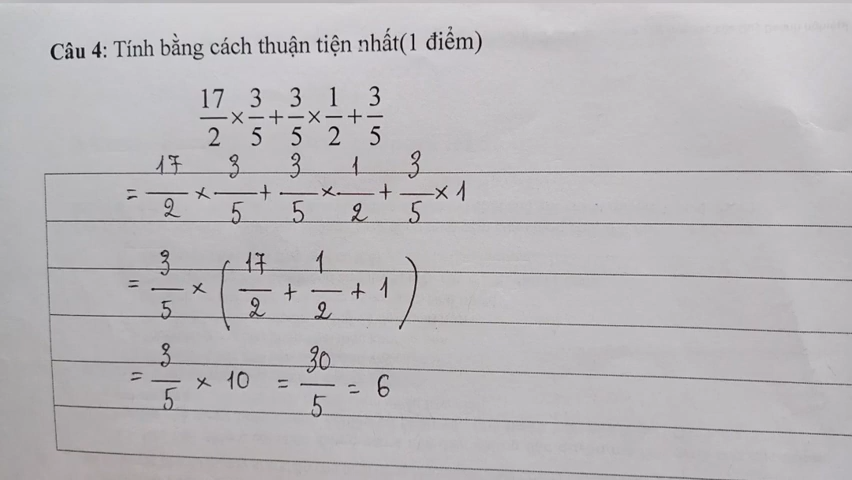 Câu 4: Tính bằng cách thuận tiện nhất(1 điểm)
17/2 × 3/5 + 3/5 × 1/2 + 3/5
= 17/2 × 3/5 + 3/5 × 1/2 + 3/5 × 1
= 3/5 × (17/2 + 1/2 + 1)
= 3/5 × 10 = 30/5 = 6